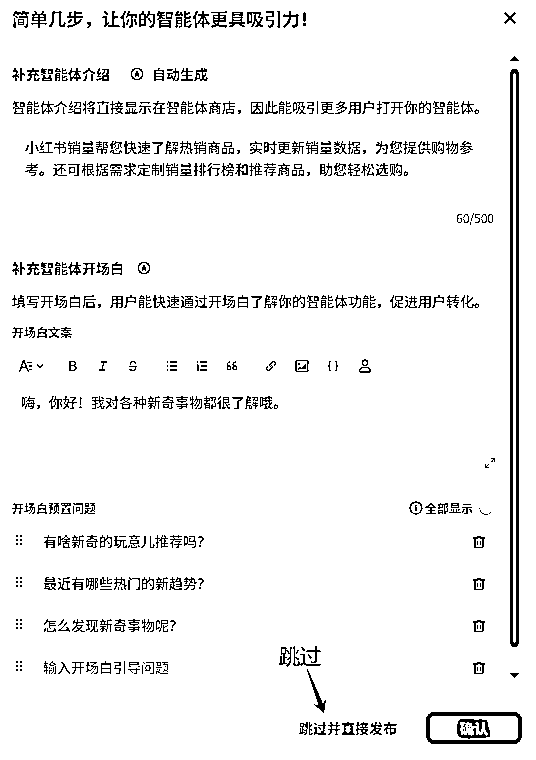 简单几步，让你的智能体更具吸引力！
补充智能体介绍 自动生成
智能体介绍将直接显示在智能体商店，因此能吸引更多用户打开你的智能体。
小红书销量帮您快速了解热销商品，实时更新销量数据，为您提供购物参
考。还可根据需求定制销量排行榜和推荐商品，助您轻松选购。
60/500
补充智能体开场白
填写开场白后，用户能快速通过开场白了解你的智能体功能，促进用户转化。
开场白文案
B I S
嗨，你好！我对各种新奇事物都很了解哦。
开场白预置问题 全部显示
有啥新奇的玩意儿推荐吗？
最近有哪些热门的新趋势？
怎么发现新奇事物呢？
输入开场白引导问题
跳过
跳过并直接发布 确认